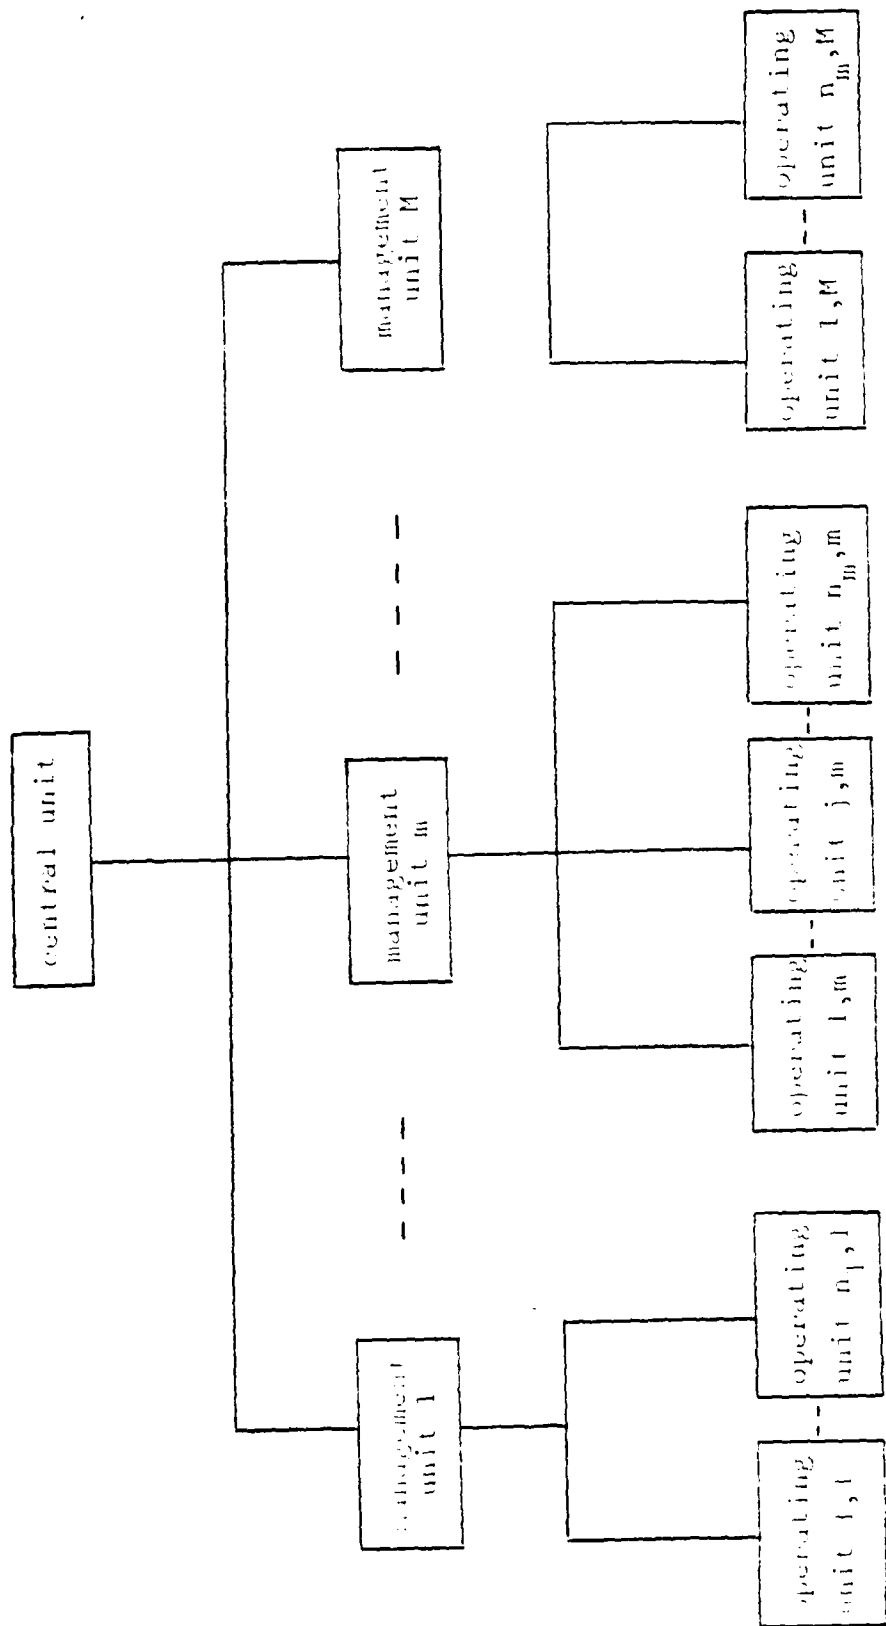 central unit
management
unit 1
management
unit m
management
unit M
operating
unit 1,1
operating
unit n₁,1
operating
unit 1,m
operating
unit j,m
operating
unit nₘ,m
operating
unit 1,M
operating
unit nₘ,M